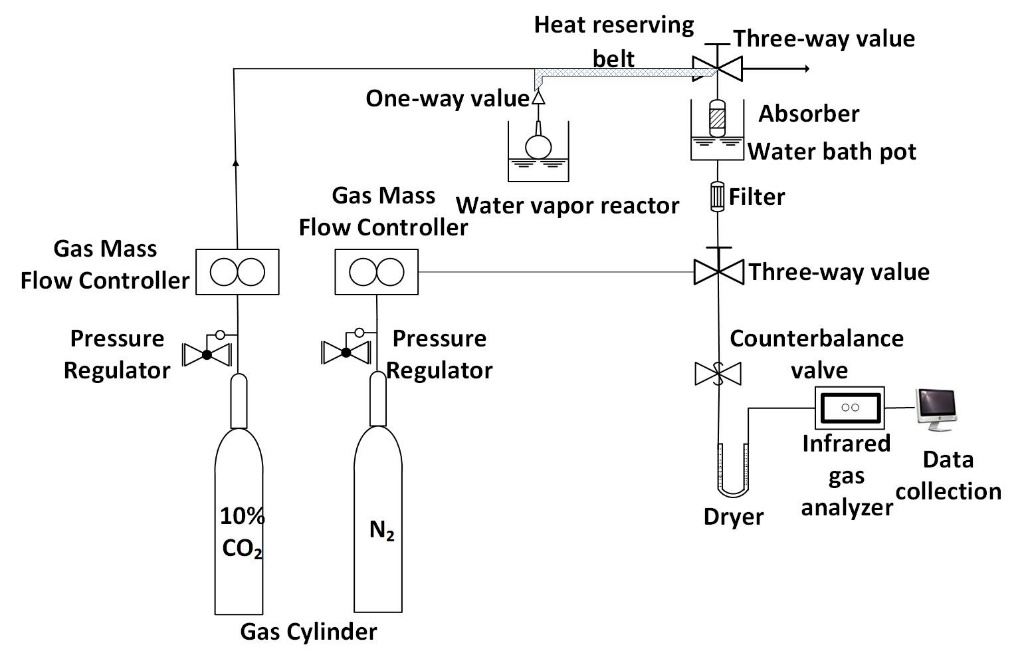 Heat reserving
belt
Three-way value
One-way value
Absorber
Water bath pot
Water vapor reactor
Filter
Gas Mass
Flow Controller
Gas Mass
Flow Controller
Three-way value
Pressure
Regulator
Pressure
Regulator
Counterbalance
valve
Infrared
gas
analyzer
Data
collection
Dryer
10%
CO₂
N₂
Gas Cylinder